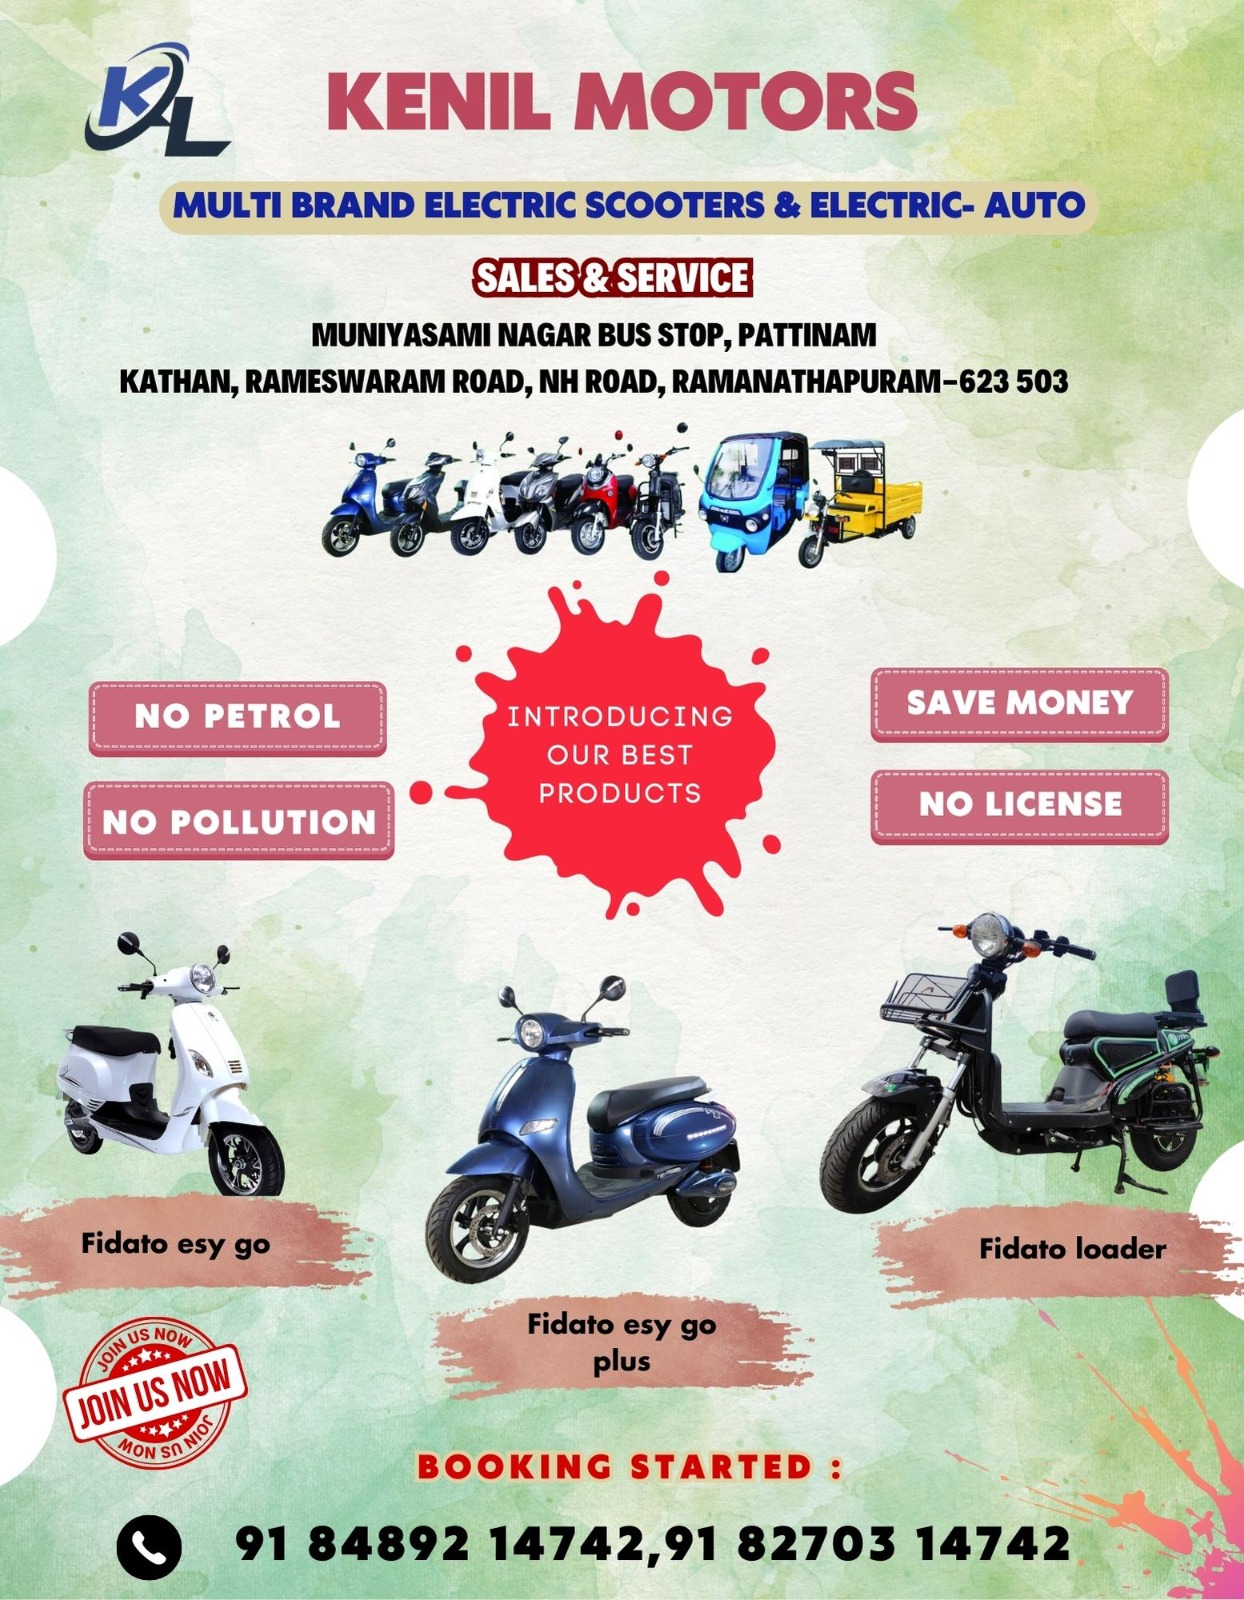 KL
KENIL MOTORS
MULTI BRAND ELECTRIC SCOOTERS & ELECTRIC- AUTO
SALES & SERVICE
MUNIYASAMI NAGAR BUS STOP, PATTINAM
KATHAN, RAMESWARAM ROAD, NH ROAD, RAMANATHAPURAM-623 503
NO PETROL
NO POLLUTION
INTRODUCING
OUR BEST
PRODUCTS
SAVE MONEY
NO LICENSE
Fidato esy go
Fidato esy go
plus
Fidato loader
JOIN US NOW
JOIN US NOW
JOIN US NOW
BOOKING STARTED :
91 84892 14742,91 82703 14742